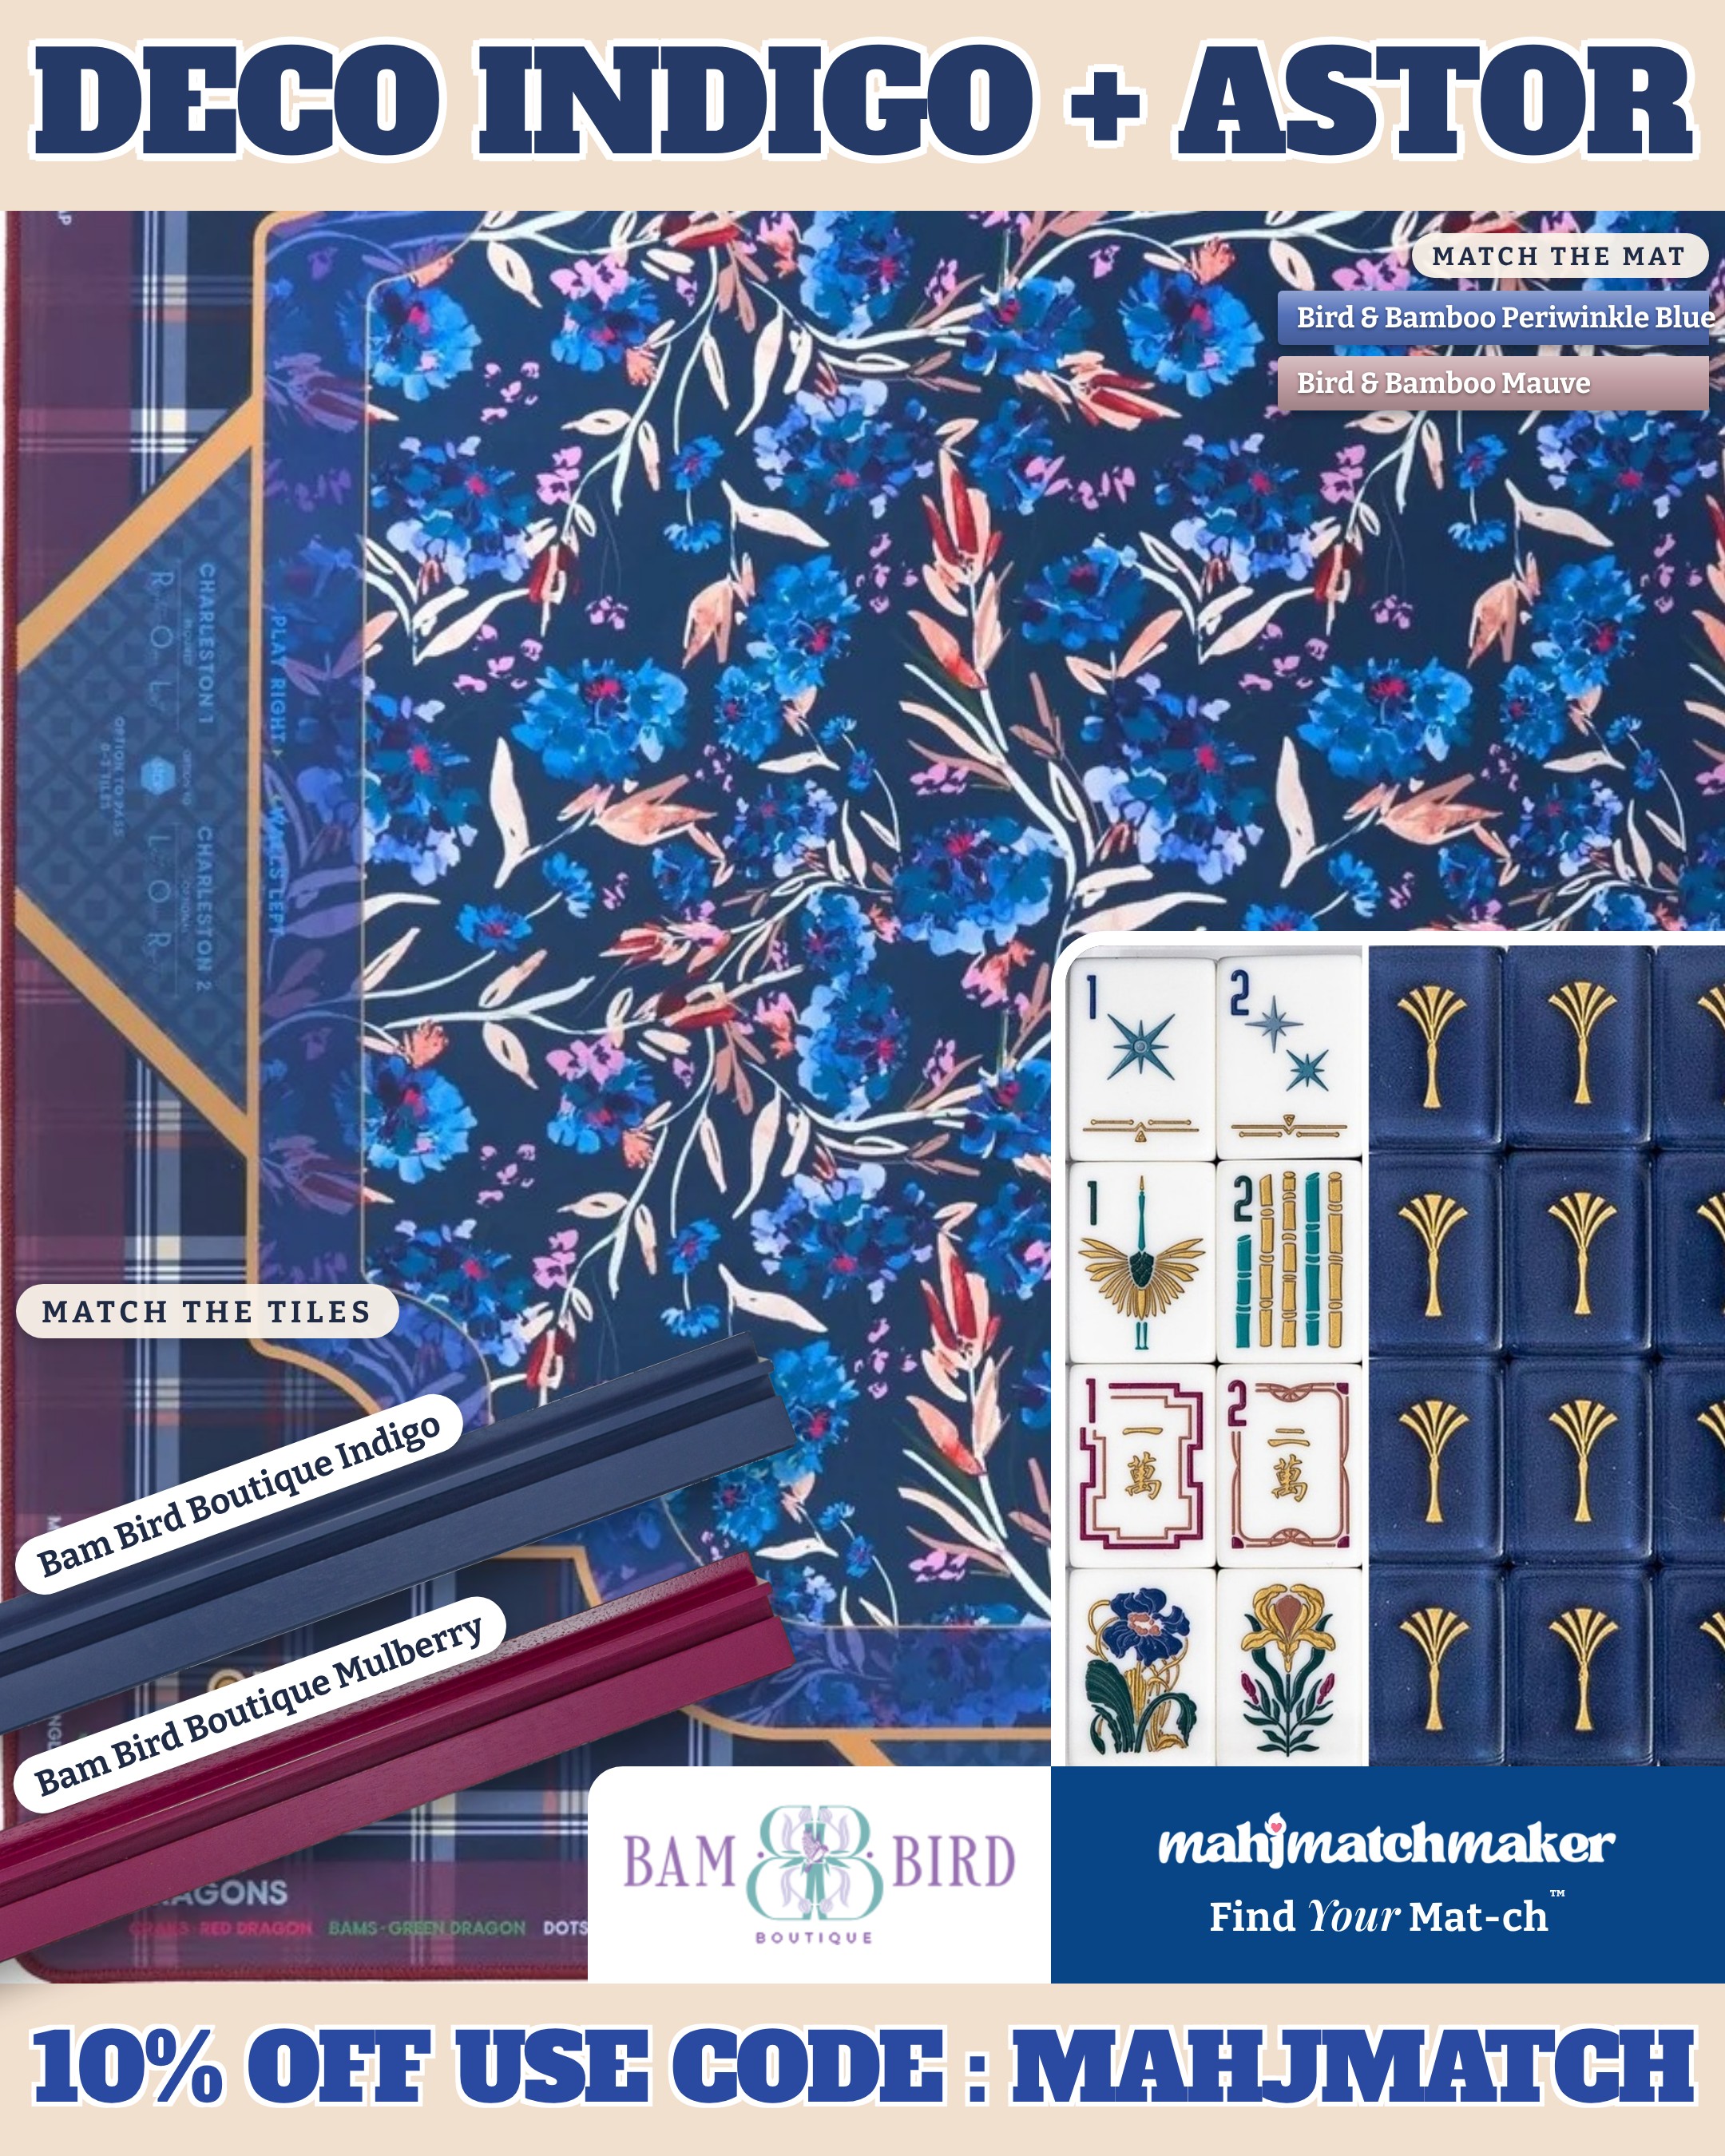 DECO INDIGO + ASTOR
MATCH THE MAT
Bird & Bamboo Periwinkle Blue
Bird & Bamboo Mauve
CHARLESTON 1
R O L
OPTION TO PASS
0-3 TILES
CHARLESTON 2
L O R
PLAY RIGHT
LEFT
1
2
1
2
1
2
一萬
二萬
MATCH THE TILES
Bam Bird Boutique Indigo
Bam Bird Boutique Mulberry
RED DRAGON BAMS-GREEN DRAGON DOTS
BAM BIRD
BOUTIQUE
mahjmatchmaker
Find Your Mat-ch™
10% OFF USE CODE : MAHJMATCH